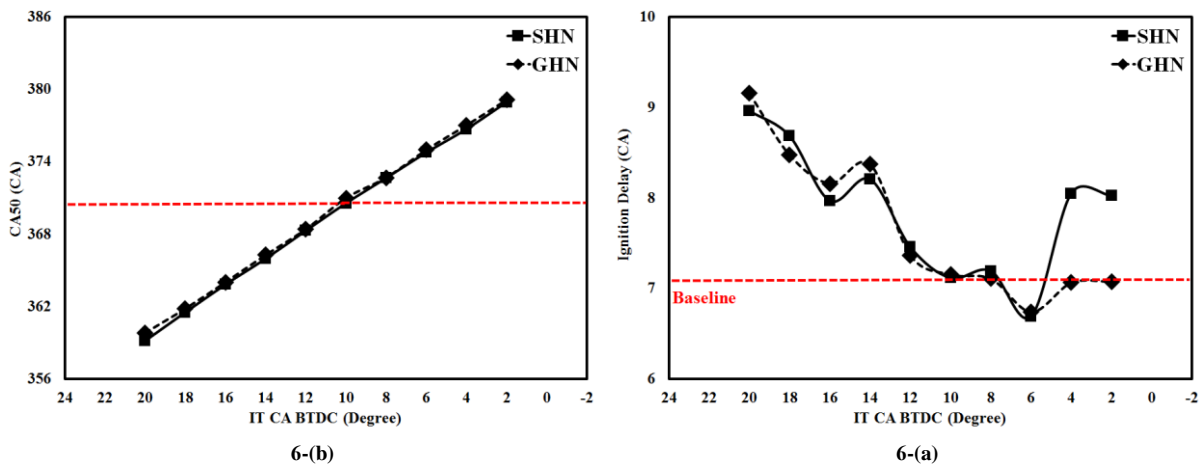 386
380
374
368
362
356
CA50 (CA)
SHN
GHN
24 22 20 18 16 14 12 10 8 6 4 2 0 -2
IT CA BTDC (Degree)
6-(b)
10
9
8
7
6
Ignition Delay (CA)
SHN
GHN
Baseline
24 22 20 18 16 14 12 10 8 6 4 2 0 -2
IT CA BTDC (Degree)
6-(a)